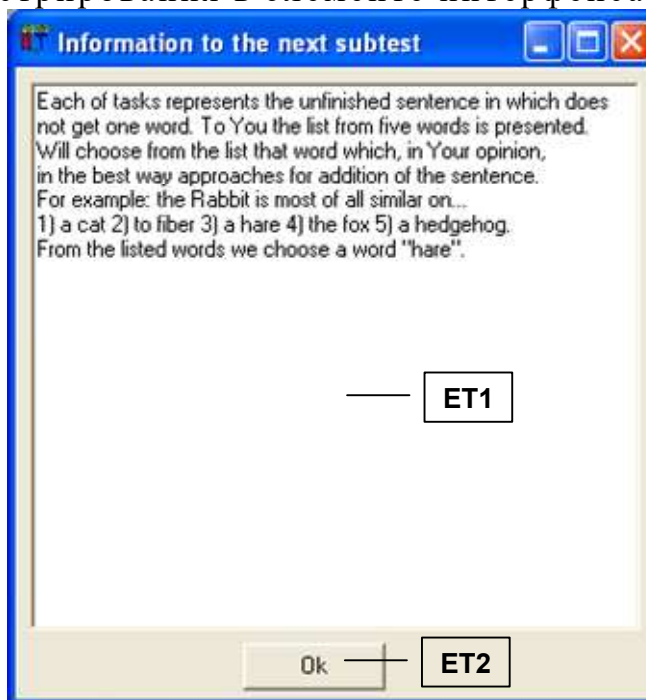 Information to the next subtest
Each of tasks represents the unfinished sentence in which does
not get one word. To You the list from five words is presented.
Will choose from the list that word which, in Your opinion,
in the best way approaches for addition of the sentence.
For example: the Rabbit is most of all similar on...
1) a cat 2) to fiber 3) a hare 4) the fox 5) a hedgehog.
From the listed words we choose a word "hare".
ET1
Ok
ET2